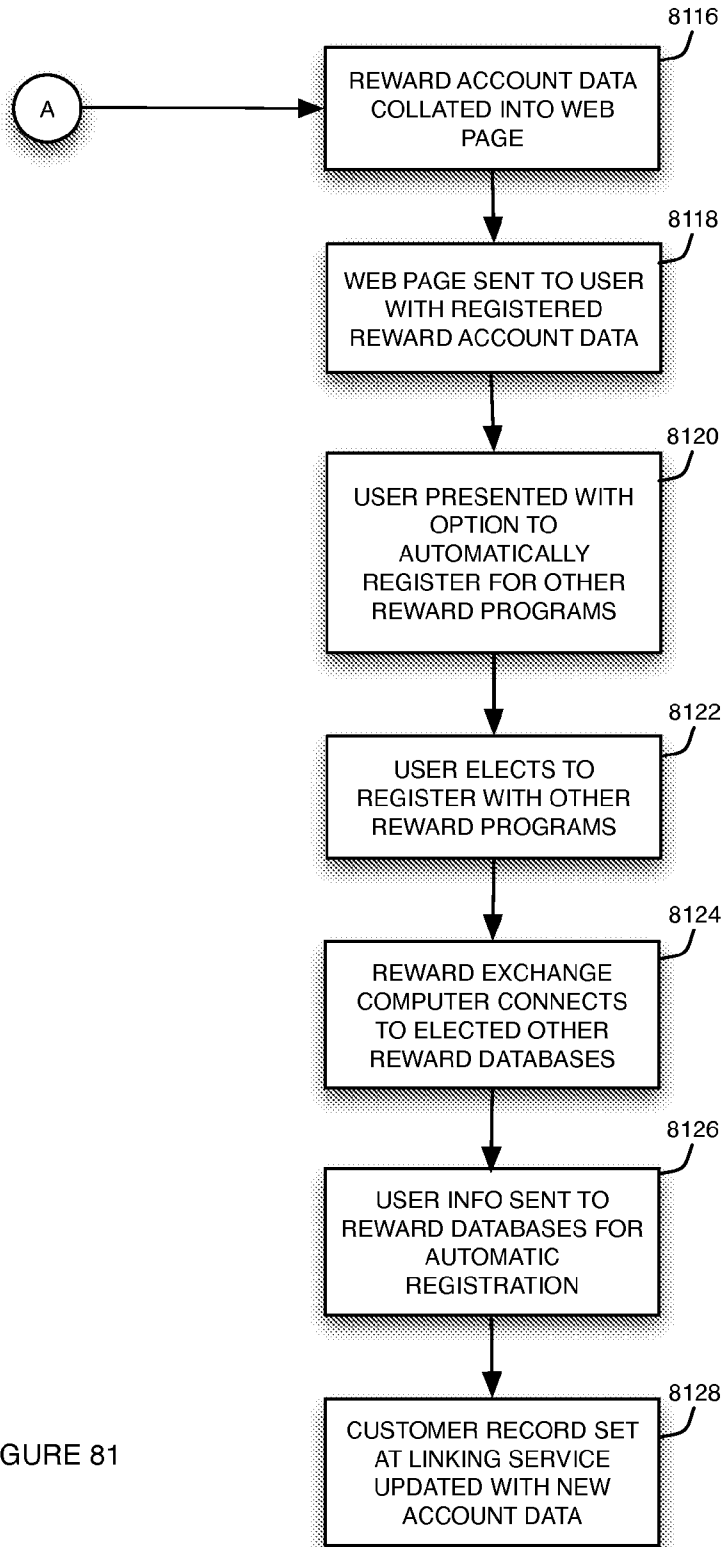 8116
A
REWARD ACCOUNT DATA
COLLATED INTO WEB
PAGE
8118
WEB PAGE SENT TO USER
WITH REGISTERED
REWARD ACCOUNT DATA
8120
USER PRESENTED WITH
OPTION TO
AUTOMATICALLY
REGISTER FOR OTHER
REWARD PROGRAMS
8122
USER ELECTS TO
REGISTER WITH OTHER
REWARD PROGRAMS
8124
REWARD EXCHANGE
COMPUTER CONNECTS
TO ELECTED OTHER
REWARD DATABASES
8126
USER INFO SENT TO
REWARD DATABASES FOR
AUTOMATIC
REGISTRATION
8128
CUSTOMER RECORD SET
AT LINKING SERVICE
UPDATED WITH NEW
ACCOUNT DATA
GURE 81